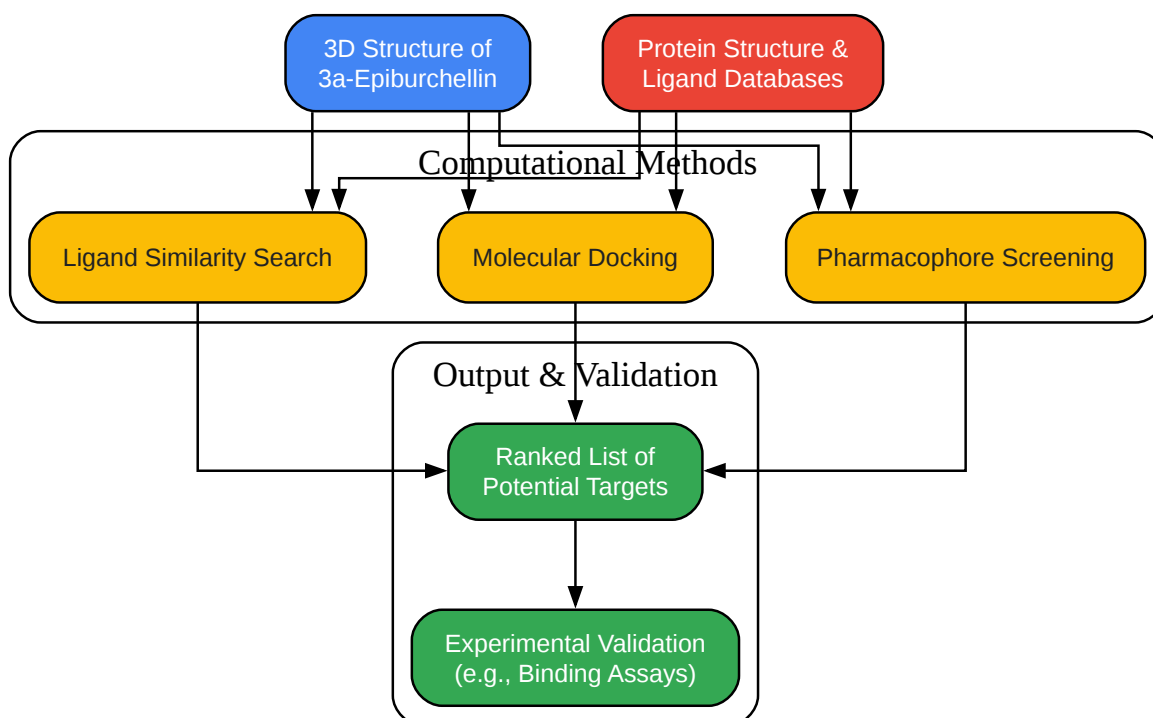 3D Structure of
3a-Epiburchellin
Protein Structure &
Ligand Databases
Computational Methods
Ligand Similarity Search
Molecular Docking
Pharmacophore Screening
Output & Validation
Ranked List of
Potential Targets
Experimental Validation
(e.g., Binding Assays)